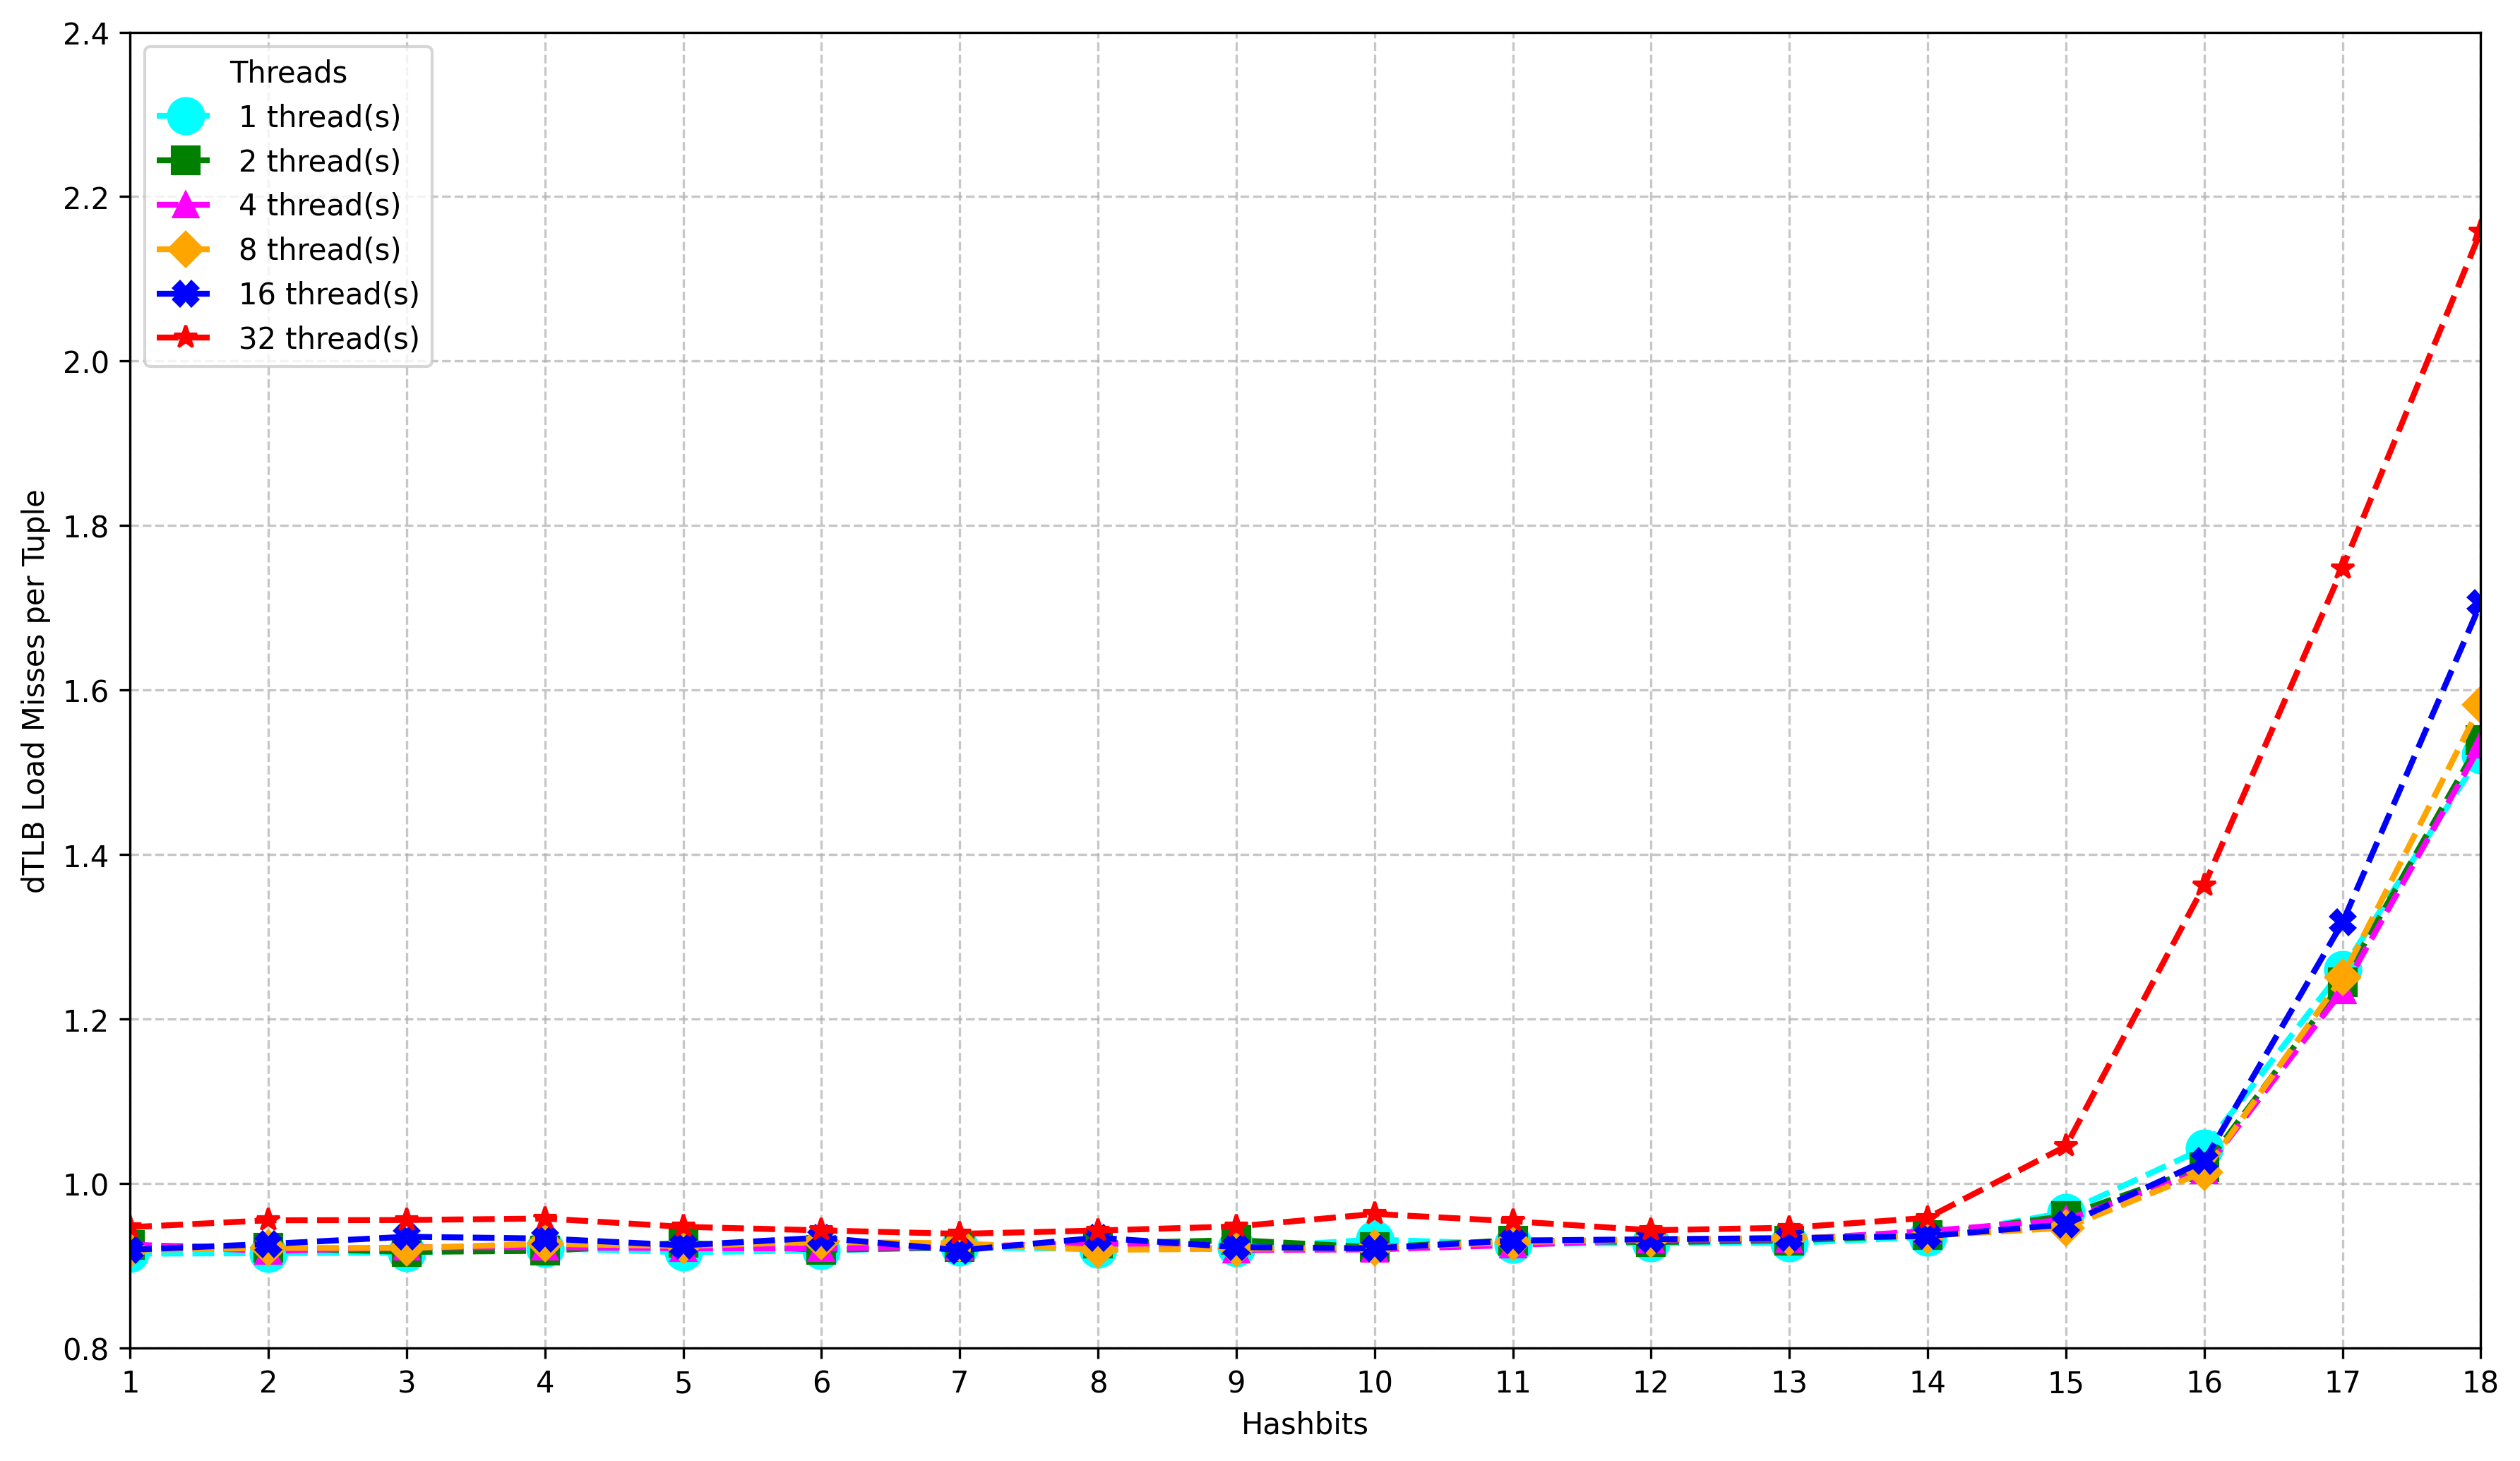 2.4
2.2
2.0
1.8
1.6
1.4
1.2
1.0
0.8
dTLB Load Misses per Tuple
Threads
1 thread(s)
2 thread(s)
4 thread(s)
8 thread(s)
16 thread(s)
32 thread(s)
1 2 3 4 5 6 7 8 9 10 11 12 13 14 15 16 17 18
Hashbits